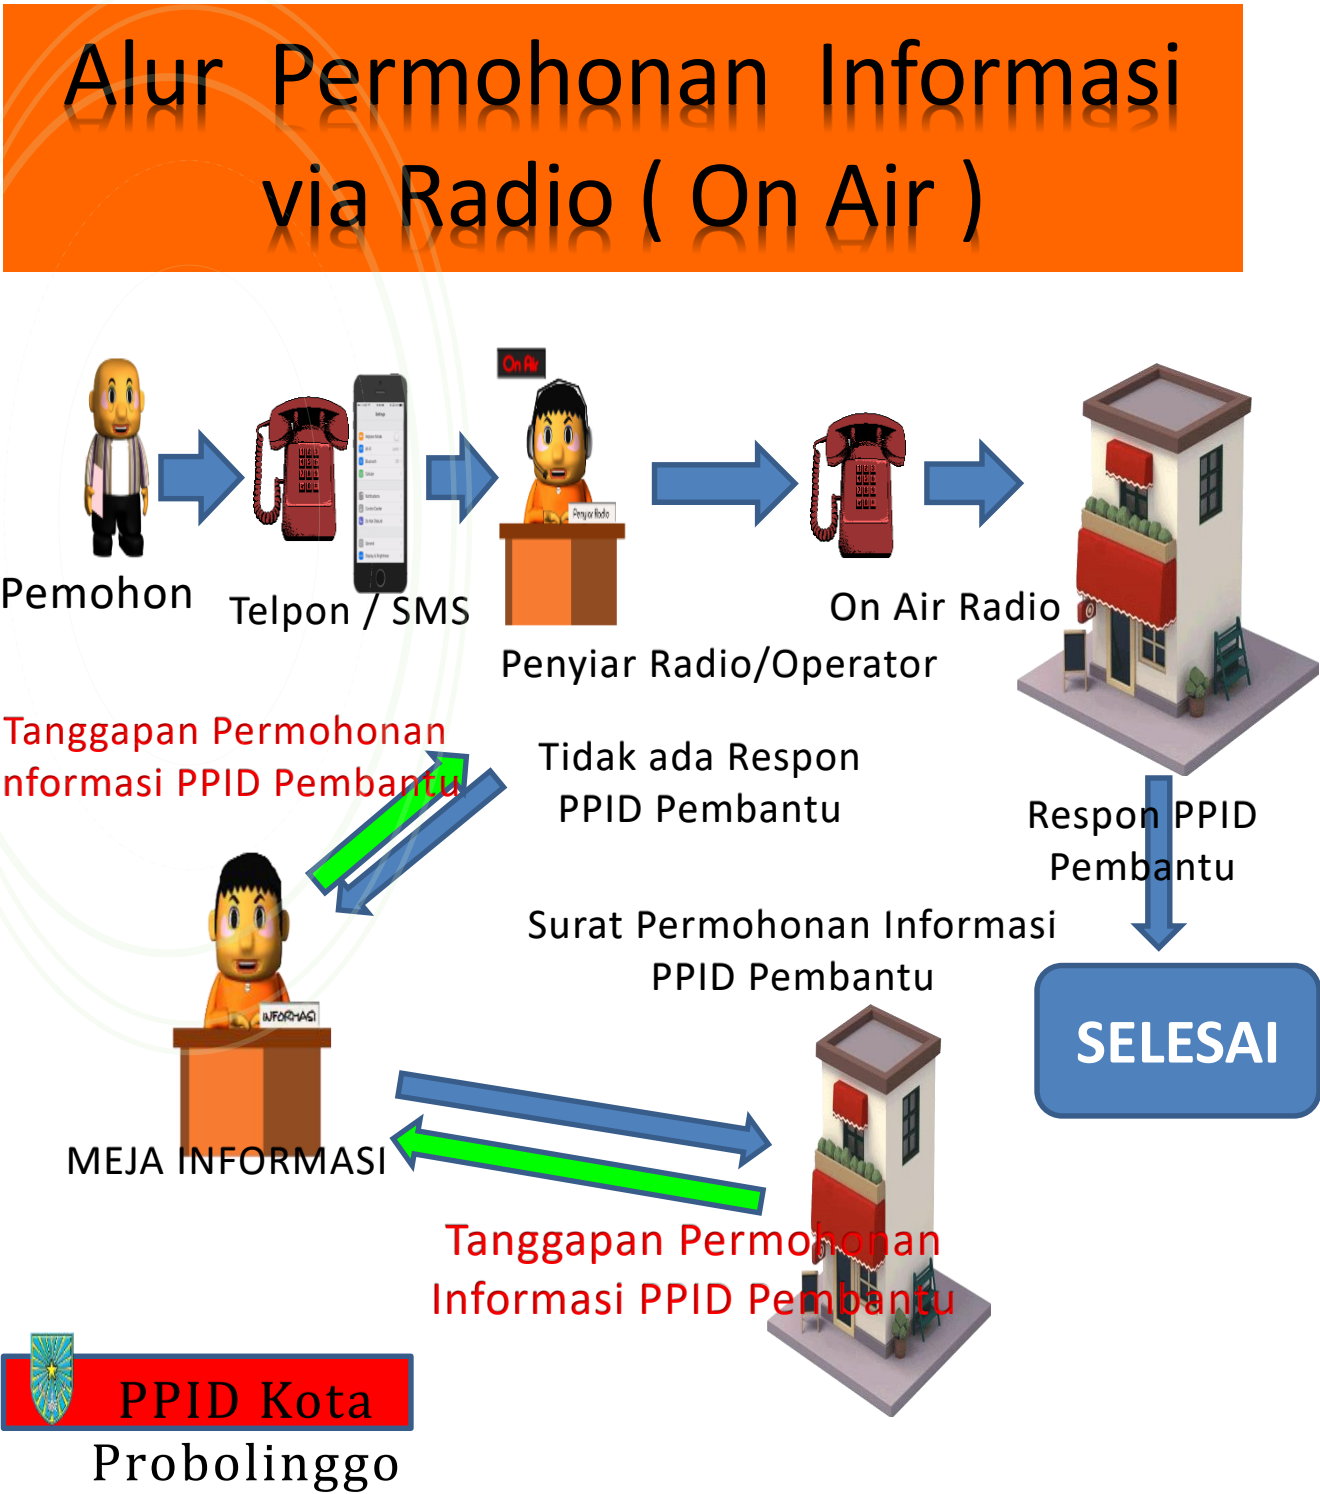 Alur Permohonan Informasi
via Radio ( On Air )
On Air
Penyiar Radio
Pemohon
Telpon / SMS
On Air Radio
Penyiar Radio/Operator
Tanggapan Permohonan
nformasi PPID Pembantu
Tidak ada Respon
PPID Pembantu
Respon PPID
Pembantu
Surat Permohonan Informasi
PPID Pembantu
SELESAI
INFORMASI
MEJA INFORMASI
Tanggapan Permohonan
Informasi PPID Pembantu
PPID Kota
Probolinggo